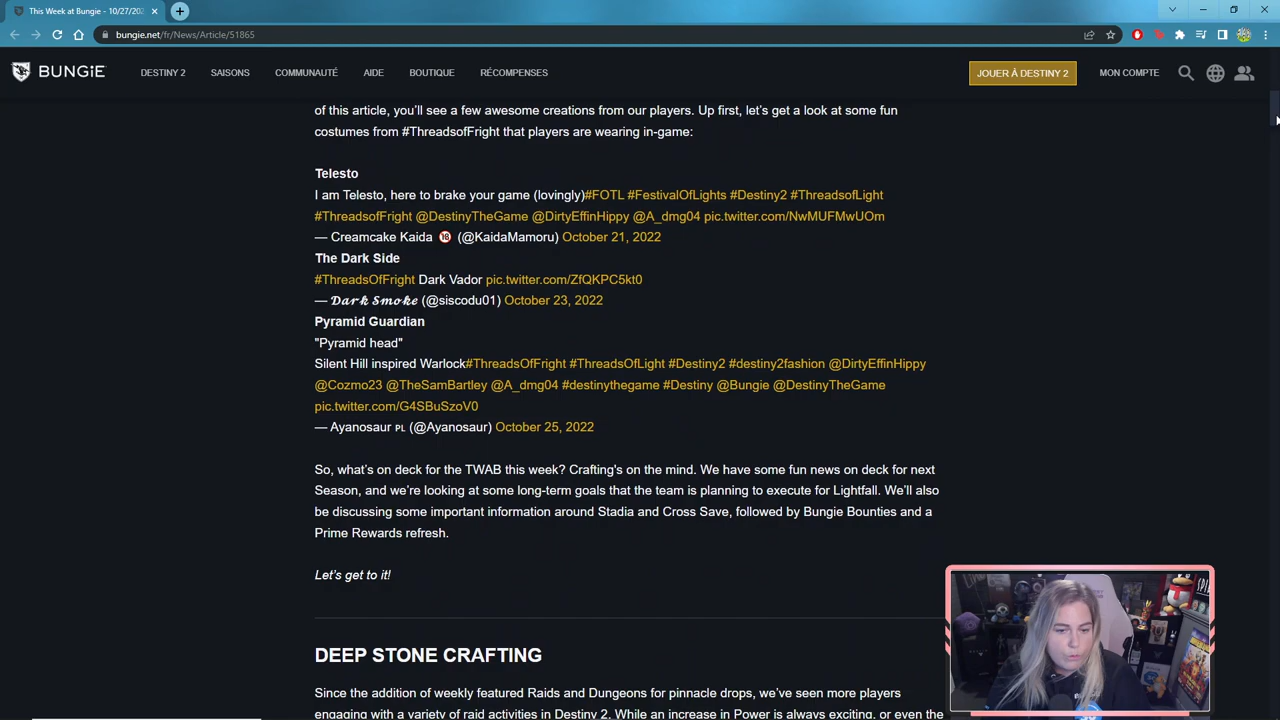 This Week at Bungie - 10/27/202
bungie.net/fr/News/Article/51865
BUNGiE
DESTINY 2
SAISONS
COMMUNAUTÉ
AIDE
BOUTIQUE
RÉCOMPENSES
JOUER À DESTINY 2
MON COMPTE
of this article, you'll see a few awesome creations from our players. Up first, let's get a look at some fun
costumes from #ThreadsofFright that players are wearing in-game:
Telesto
I am Telesto, here to brake your game (lovingly)#FOTL #FestivalOfLights #Destiny2 #ThreadsofLight
#ThreadsofFright @DestinyTheGame @DirtyEffinHippy @A_dmg04 pic.twitter.com/NwMUFMwUOm
— Creamcake Kaida 🔞 (@KaidaMamoru) October 21, 2022
The Dark Side
#ThreadsOfFright Dark Vador pic.twitter.com/ZfQKPC5kt0
— 𝓓𝓪𝓻𝓴 𝓢𝓶𝓸𝓴𝓮 (@siscodu01) October 23, 2022
Pyramid Guardian
"Pyramid head"
Silent Hill inspired Warlock#ThreadsOfFright #ThreadsOfLight #Destiny2 #destiny2fashion @DirtyEffinHippy
@Cozmo23 @TheSamBartley @A_dmg04 #destinythegame #Destiny @Bungie @DestinyTheGame
pic.twitter.com/G4SBuSzoV0
— Ayanosaur PL (@Ayanosaur) October 25, 2022
So, what's on deck for the TWAB this week? Crafting's on the mind. We have some fun news on deck for next
Season, and we're looking at some long-term goals that the team is planning to execute for Lightfall. We'll also
be discussing some important information around Stadia and Cross Save, followed by Bungie Bounties and a
Prime Rewards refresh.
Let's get to it!
DEEP STONE CRAFTING
Since the addition of weekly featured Raids and Dungeons for pinnacle drops, we've seen more players
engaging with a variety of raid activities in Destiny 2. While an increase in Power is always exciting, or even the